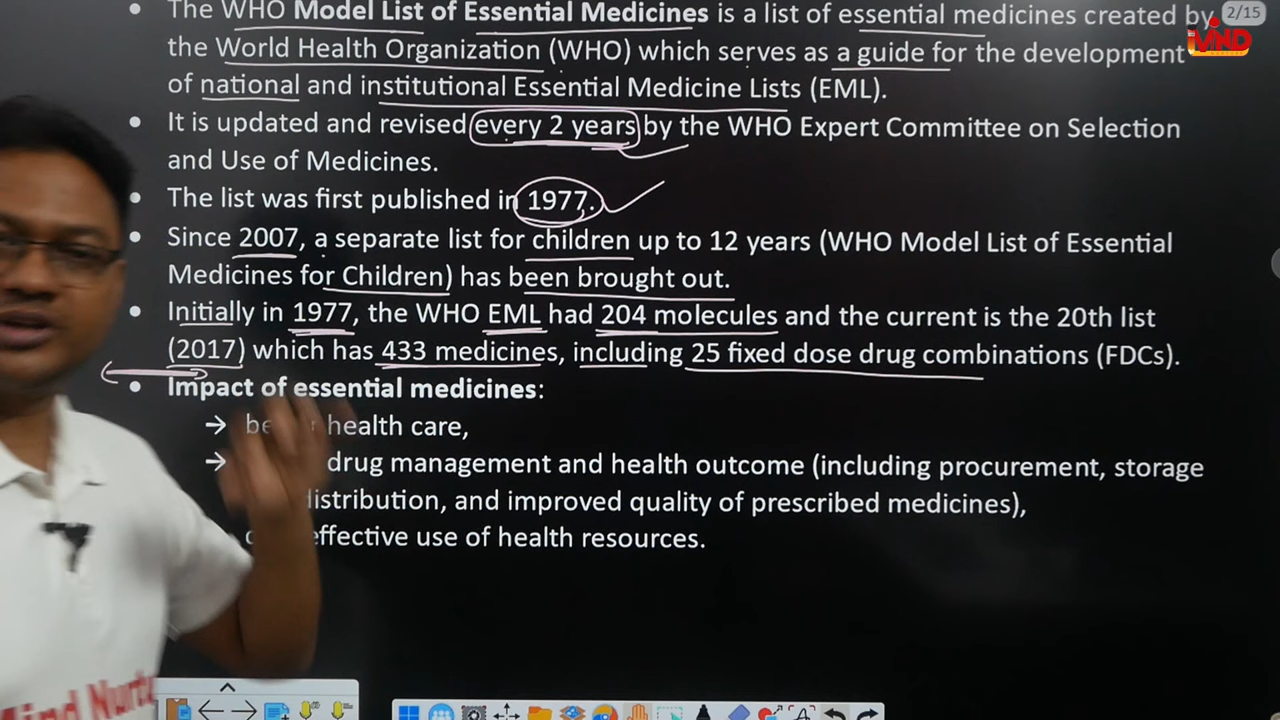 The WHO Model List of Essential Medicines is a list of essential medicines created by
2/15
MND
the World Health Organization (WHO) which serves as a guide for the development
of national and institutional Essential Medicine Lists (EML).
It is updated and revised every 2 years by the WHO Expert Committee on Selection
and Use of Medicines.
The list was first published in 1977.
Since 2007, a separate list for children up to 12 years (WHO Model List of Essential
Medicines for Children) has been brought out.
Initially in 1977, the WHO EML had 204 molecules and the current is the 20th list
(2017) which has 433 medicines, including 25 fixed dose drug combinations (FDCs).
Impact of essential medicines:
→ health care,
→ drug management and health outcome (including procurement, storage
distribution, and improved quality of prescribed medicines),
effective use of health resources.